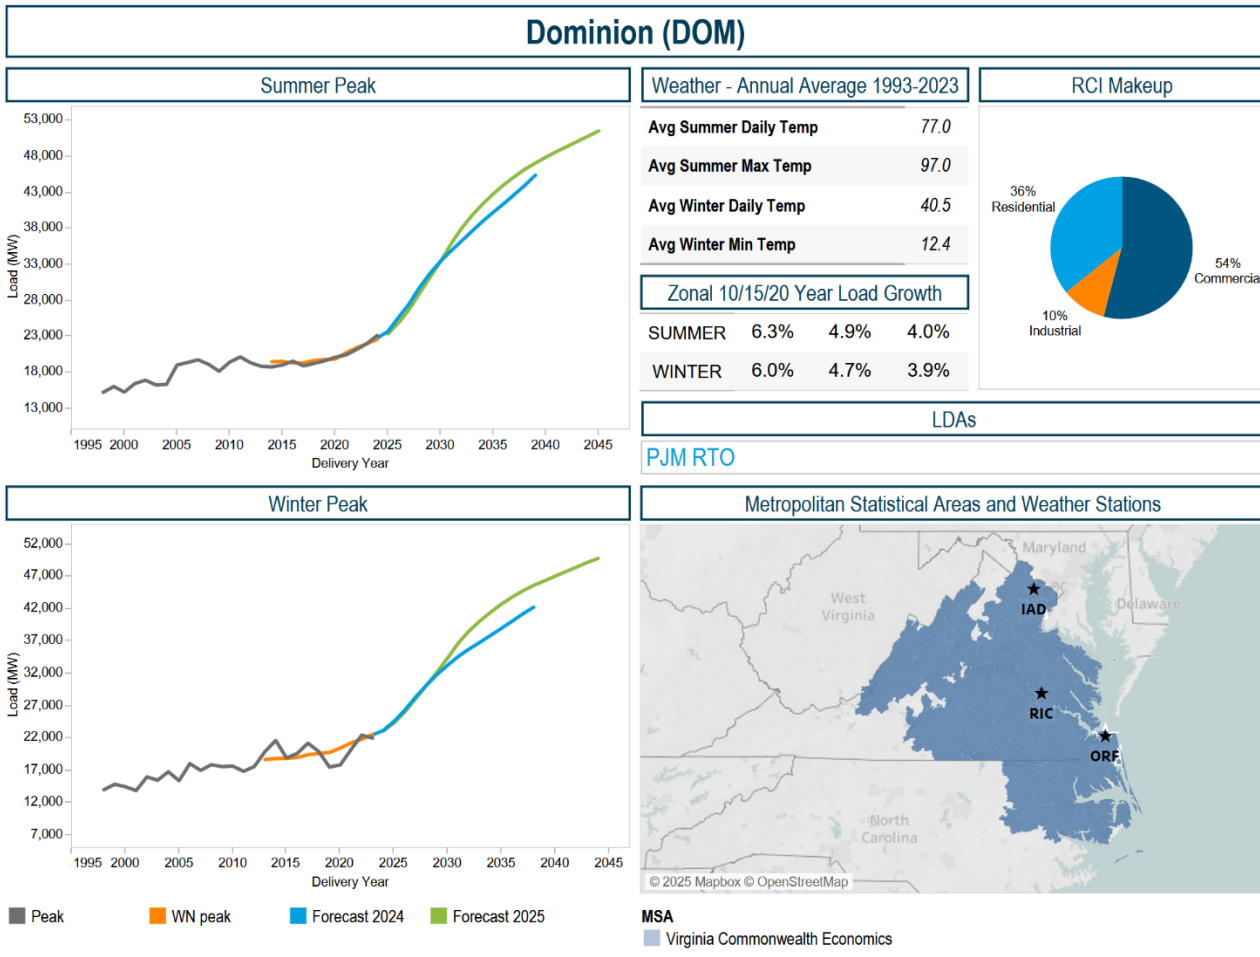 Dominion (DOM)
Summer Peak
53,000
48,000
43,000
38,000
33,000
28,000
23,000
18,000
13,000
Load (MW)
1995 2000 2005 2010 2015 2020 2025 2030 2035 2040 2045
Delivery Year
Weather - Annual Average 1993-2023
Avg Summer Daily Temp 77.0
Avg Summer Max Temp 97.0
Avg Winter Daily Temp 40.5
Avg Winter Min Temp 12.4
Zonal 10/15/20 Year Load Growth
SUMMER 6.3% 4.9% 4.0%
WINTER 6.0% 4.7% 3.9%
RCI Makeup
36%
Residential
54%
Commercia
10%
Industrial
LDAs
PJM RTO
Winter Peak
52,000
47,000
42,000
37,000
32,000
27,000
22,000
17,000
12,000
7,000
Load (MW)
1995 2000 2005 2010 2015 2020 2025 2030 2035 2040 2045
Delivery Year
Peak WN peak Forecast 2024 Forecast 2025
Metropolitan Statistical Areas and Weather Stations
Maryland
West
Virginia
Delaware
IAD
Virginia
RIC
ORF
North
Carolina
© 2025 Mapbox © OpenStreetMap
MSA
Virginia Commonwealth Economics